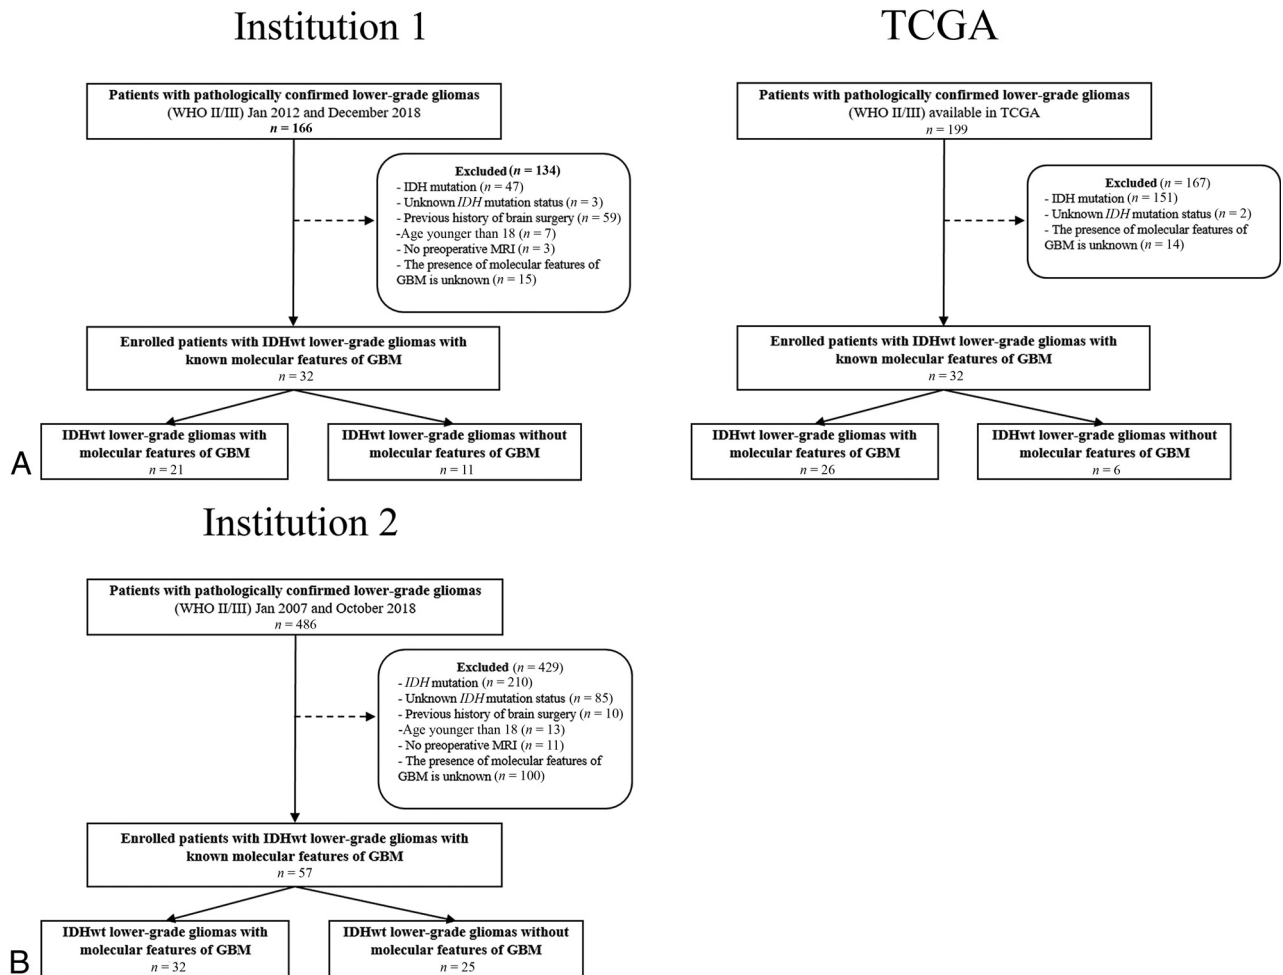 Institution 1
Patients with pathologically confirmed lower-grade gliomas
(WHO II/III) Jan 2012 and December 2018
n = 166
Excluded (n = 134)
- IDH mutation (n = 47)
- Unknown IDH mutation status (n = 3)
- Previous history of brain surgery (n = 59)
-Age younger than 18 (n = 7)
- No preoperative MRI (n = 3)
- The presence of molecular features of
GBM is unknown (n = 15)
Enrolled patients with IDHwt lower-grade gliomas with
known molecular features of GBM
n = 32
IDHwt lower-grade gliomas with
molecular features of GBM
n = 21
IDHwt lower-grade gliomas without
molecular features of GBM
n = 11
A
TCGA
Patients with pathologically confirmed lower-grade gliomas
(WHO II/III) available in TCGA
n = 199
Excluded (n = 167)
- IDH mutation (n = 151)
- Unknown IDH mutation status (n = 2)
- The presence of molecular features of
GBM is unknown (n = 14)
Enrolled patients with IDHwt lower-grade gliomas with
known molecular features of GBM
n = 32
IDHwt lower-grade gliomas with
molecular features of GBM
n = 26
IDHwt lower-grade gliomas without
molecular features of GBM
n = 6
Institution 2
Patients with pathologically confirmed lower-grade gliomas
(WHO II/III) Jan 2007 and October 2018
n = 486
Excluded (n = 429)
- IDH mutation (n = 210)
- Unknown IDH mutation status (n = 85)
- Previous history of brain surgery (n = 10)
-Age younger than 18 (n = 13)
- No preoperative MRI (n = 11)
- The presence of molecular features of
GBM is unknown (n = 100)
Enrolled patients with IDHwt lower-grade gliomas with
known molecular features of GBM
n = 57
IDHwt lower-grade gliomas with
molecular features of GBM
n = 32
IDHwt lower-grade gliomas without
molecular features of GBM
n = 25
B